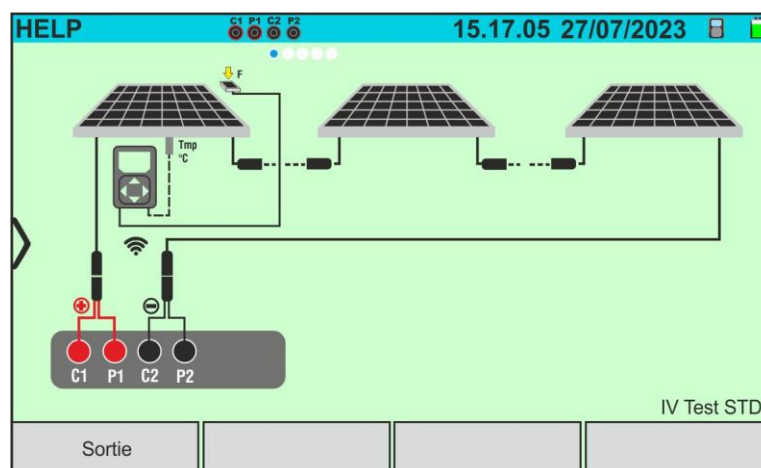 HELP C1 P1 C2 P2 15.17.05 27/07/2023
F
Tmp
°C
C1 P1 C2 P2
IV Test STD
Sortie